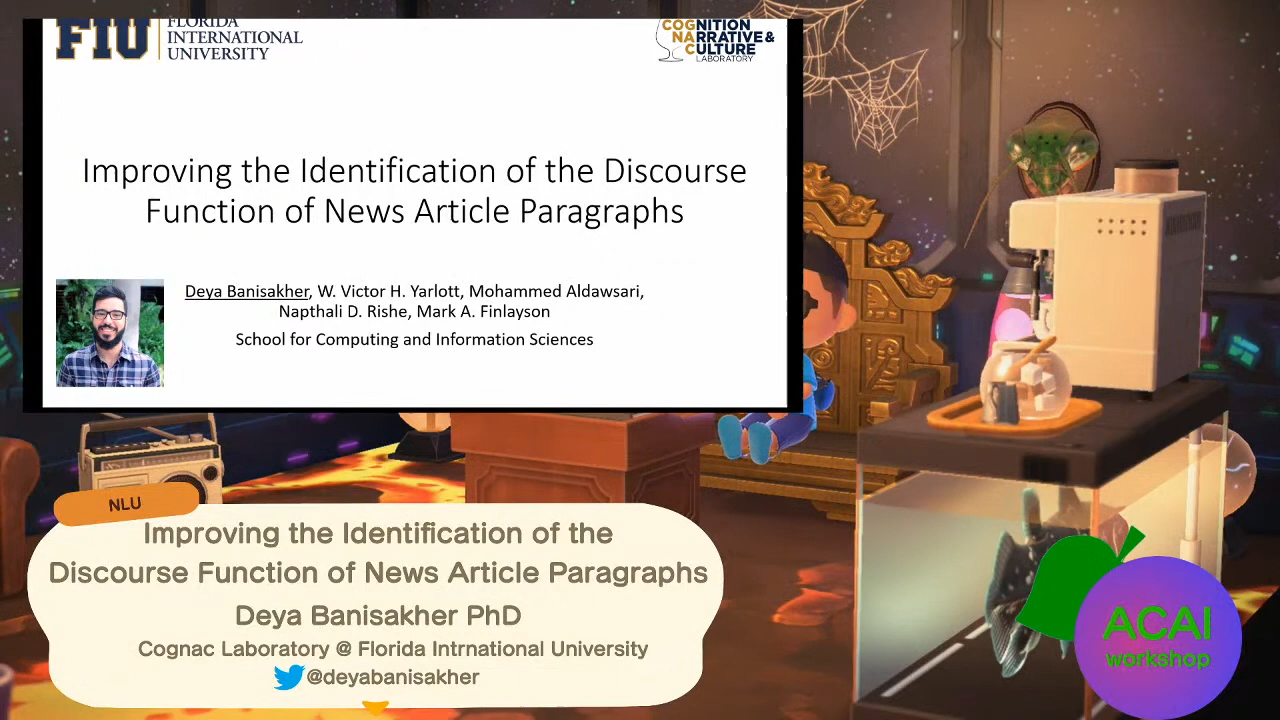 FIU
FLORIDA
INTERNATIONAL
UNIVERSITY
COGNITION
NARRATIVE &
CULTURE
LABORATORY
Improving the Identification of the Discourse
Function of News Article Paragraphs
Deya Banisakher, W. Victor H. Yarlott, Mohammed Aldawsari,
Napthali D. Rishe, Mark A. Finlayson
School for Computing and Information Sciences
NLU
Improving the Identification of the
Discourse Function of News Article Paragraphs
Deya Banisakher PhD
Cognac Laboratory @ Florida Intrnational University
@deyabanisakher
ACAI
workshop